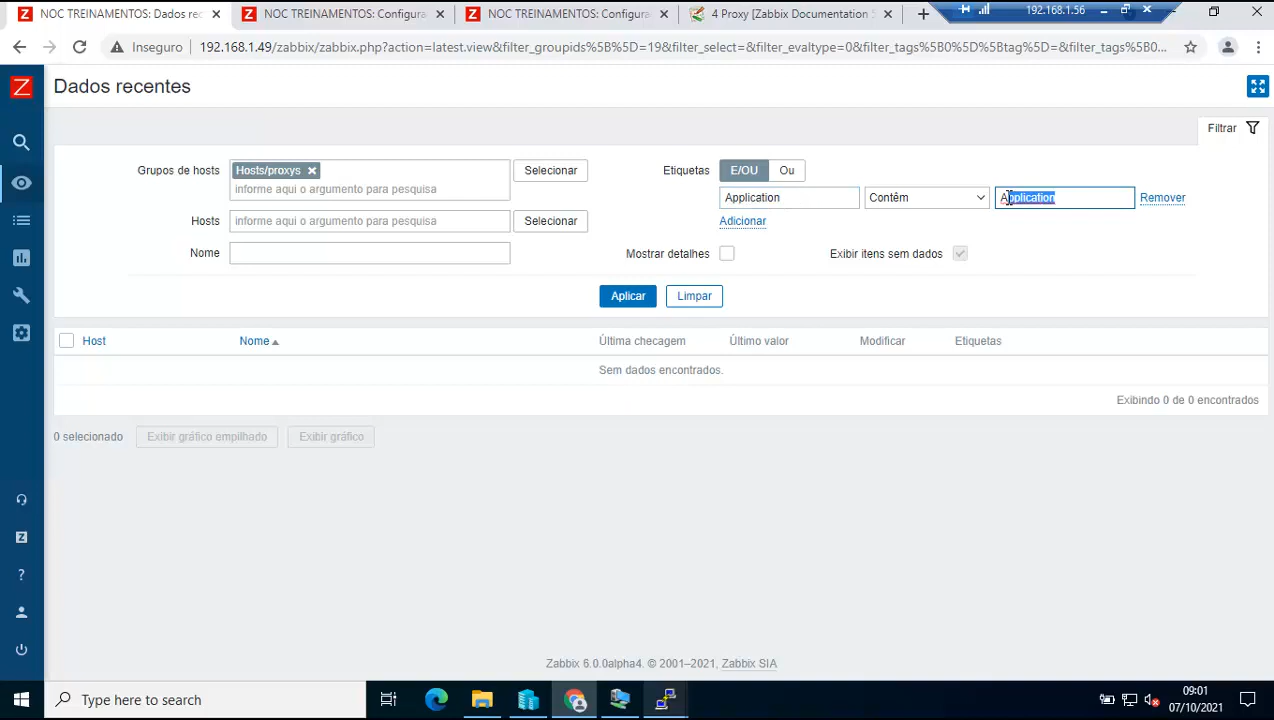 NOC TREINAMENTOS: Dados rec
NOC TREINAMENTOS: Configura
NOC TREINAMENTOS: Configura
4 Proxy [Zabbix Documentation 5
192.168.1.56
Inseguro
192.168.1.49/zabbix/zabbix.php?action=latest.view&filter_groupids%5B%5D=19&filter_select=&filter_evaltype=0&filter_tags%5B0%5D%5Btag%5D=&filter_tags%5B0...
Z
Dados recentes
Filtrar
Grupos de hosts
Hosts/proxys
informe aqui o argumento para pesquisa
Selecionar
Etiquetas
E/OU
Ou
Application
Contêm
Application
Remover
Hosts
informe aqui o argumento para pesquisa
Selecionar
Adicionar
Nome
Mostrar detalhes
Exibir itens sem dados
Aplicar
Limpar
Host
Nome
Última checagem
Último valor
Modificar
Etiquetas
Sem dados encontrados.
Exibindo 0 de 0 encontrados
0 selecionado
Exibir gráfico empilhado
Exibir gráfico
Z
?
Zabbix 6.0.0alpha4. © 2001–2021, Zabbix SIA
Type here to search
09:01
07/10/2021